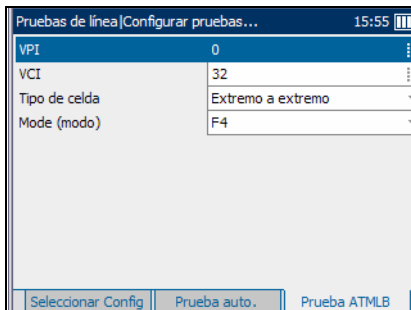 Pruebas de línea|Configurar pruebas... 15:55
VPI 0
VCI 32
Tipo de celda Extremo a extremo
Mode (modo) F4
Seleccionar Config Prueba auto. Prueba ATMLB